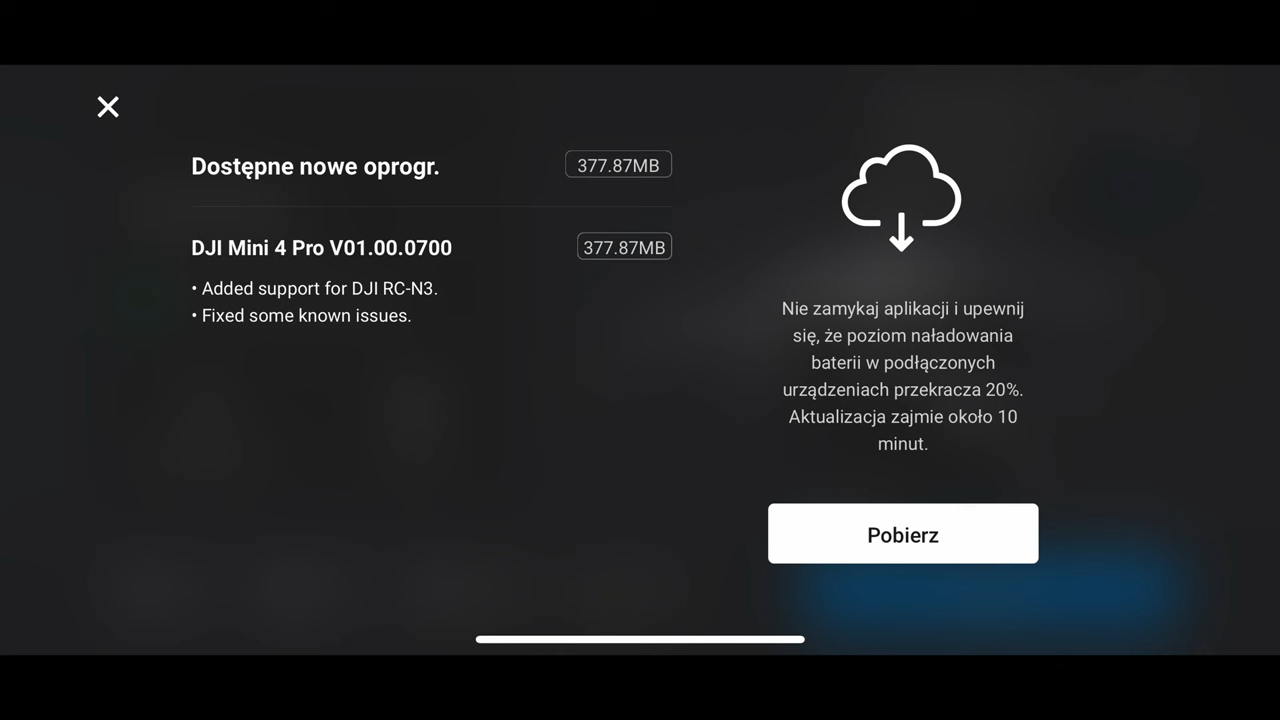 Dostępne nowe oprogr.
377.87MB
DJI Mini 4 Pro V01.00.0700
377.87MB
• Added support for DJI RC-N3.
• Fixed some known issues.
Nie zamykaj aplikacji i upewnij
się, że poziom naładowania
baterii w podłączonych
urządzeniach przekracza 20%.
Aktualizacja zajmie około 10
minut.
Pobierz